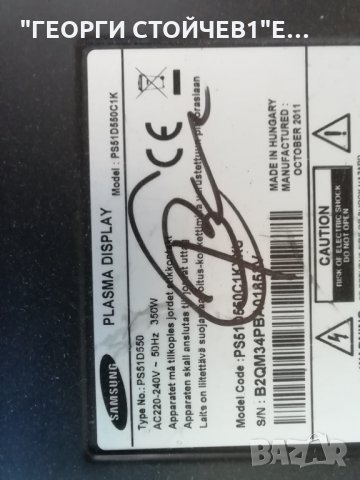 "ГЕОРГИ СТОЙЧЕВ1"Е...
SAMSUNG
PLASMA DISPLAY
Model : PS51D550C1K
Type No.: PS51D550
AC220-240V ~ 50Hz 350W
Apparatet må tilkoples jordet stikkontakt
Apparaten skall anslutas till jordat uttag
Laite on liitettävä suojamaadoitus-koskettimilla varustettuun pistorasiaan
Model Code : PS51D550C1K
S/N : B2QM34PB
MADE IN HUNGARY
MANUFACTURED :
OCTOBER 2011
CAUTION
RISK OF ELECTRIC SHOCK
DO NOT OPEN
bazar